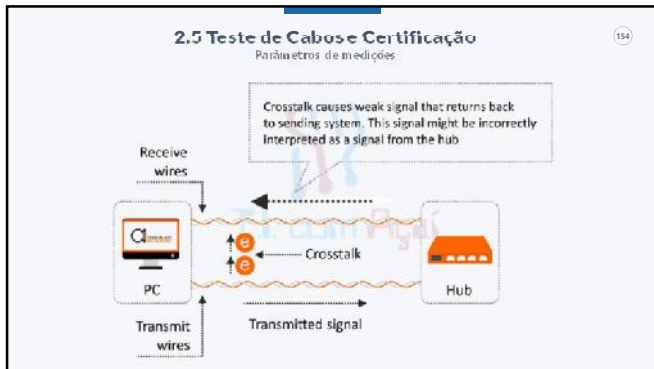 2.5 Teste de Cabos e Certificação
154
Parâmetros de medições
Crosstalk causes weak signal that returns back
to sending system. This signal might be incorrectly
interpreted as a signal from the hub
Receive
wires
T.I. com Açaí
e
e
Crosstalk
PC
Hub
Transmit
wires
Transmitted signal